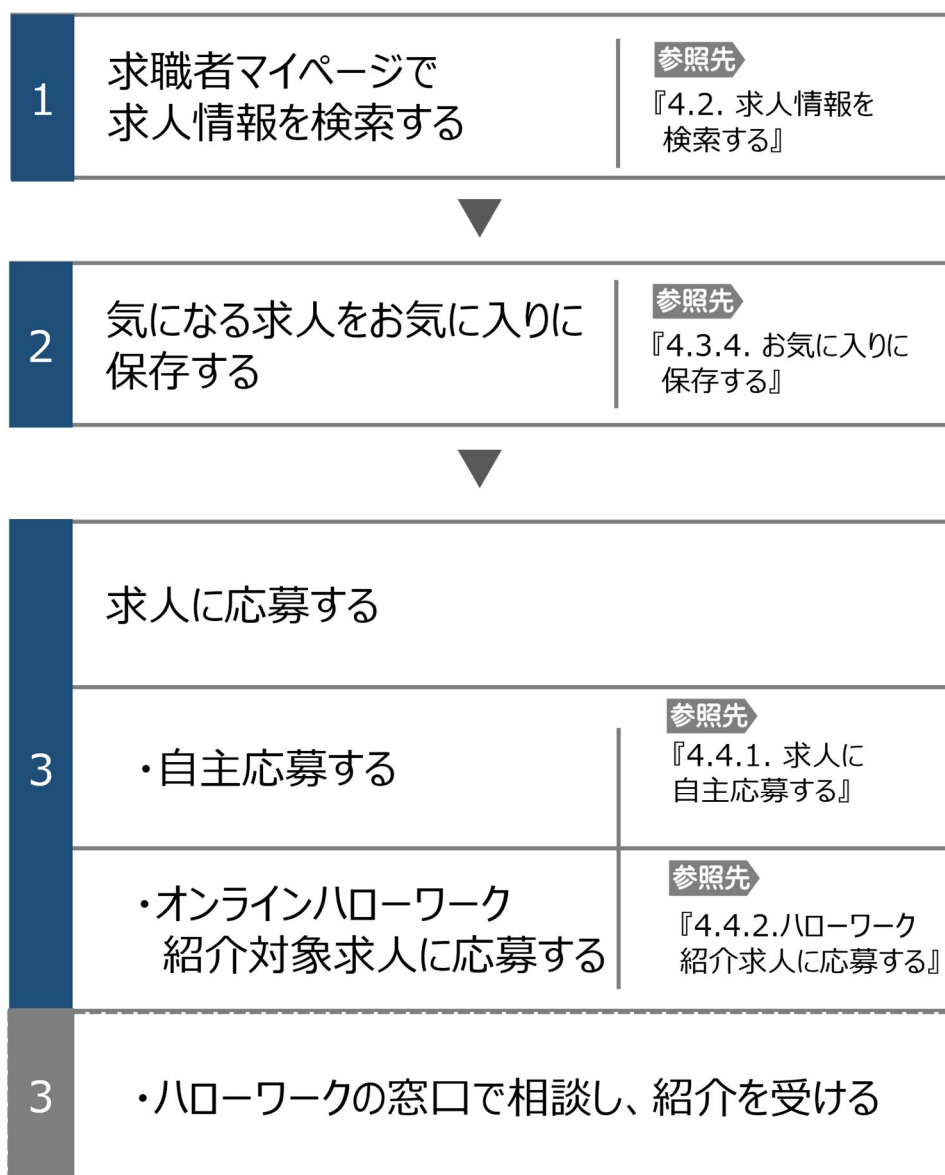 1
求職者マイページで
求人情報を検索する
参照先
『4.2. 求人情報を
検索する』
2
気になる求人をお気に入りに
保存する
参照先
『4.3.4. お気に入りに
保存する』
3
求人に応募する
・自主応募する
参照先
『4.4.1. 求人に
自主応募する』
・オンラインハローワーク
紹介対象求人に応募する
参照先
『4.4.2.ハローワーク
紹介求人に応募する』
3
・ハローワークの窓口で相談し、紹介を受ける